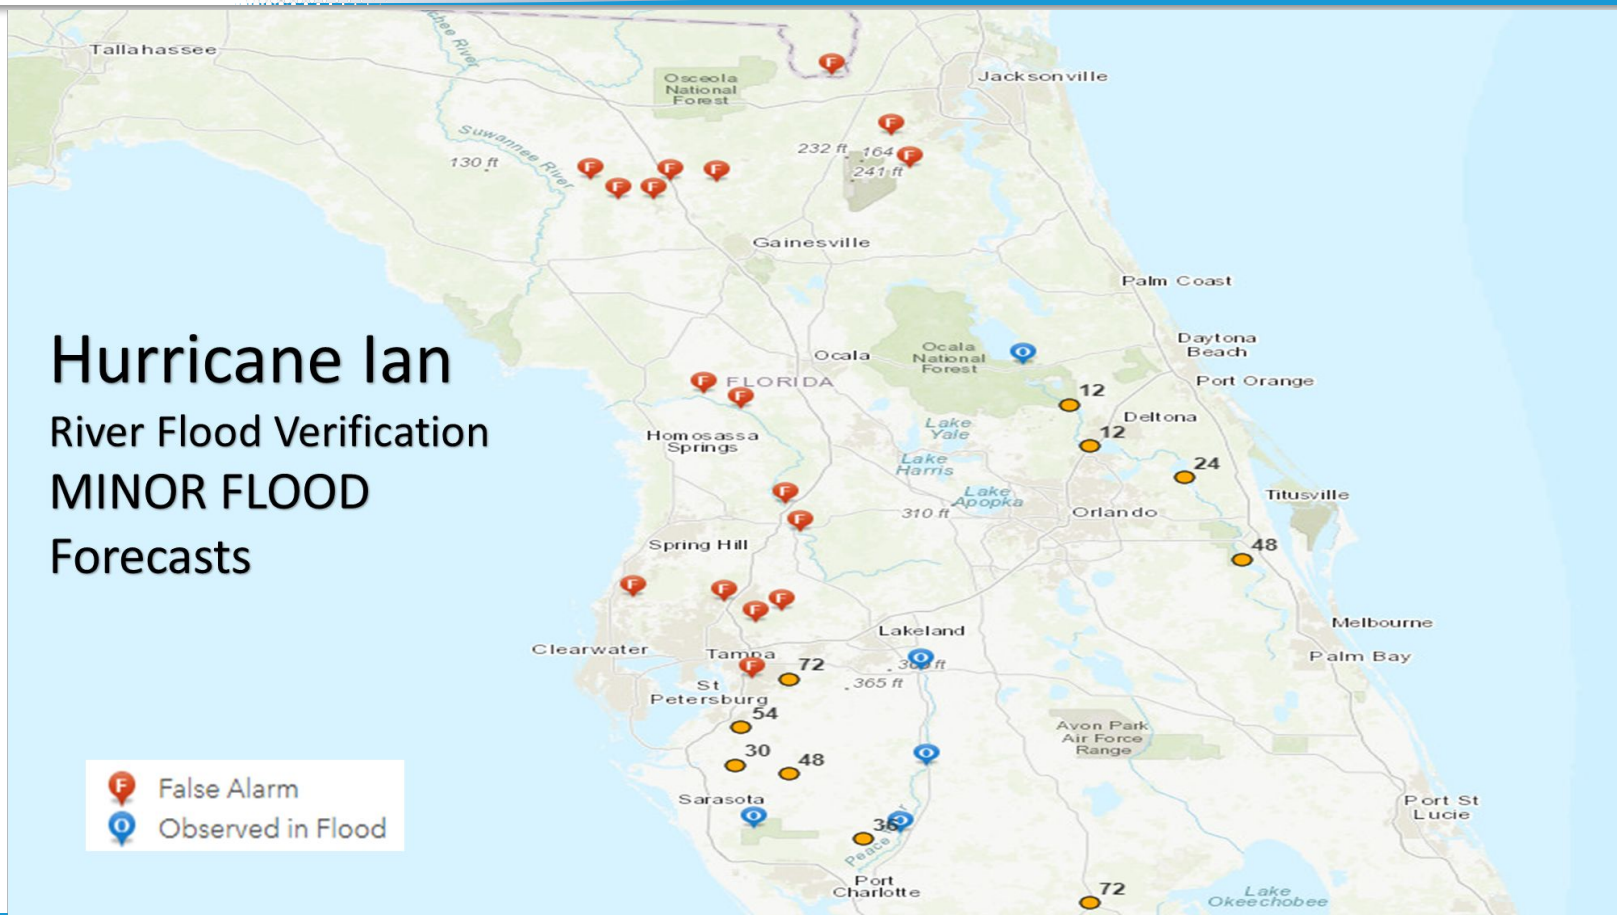 Tallahassee
chee River
Osceola
National
Forest
Jacksonville
F
F
F
Suwannee River
130 ft
232 ft
164
241 ft
F
F
F
F
F
Gainesville
Palm Coast
Hurricane Ian
River Flood Verification
MINOR FLOOD
Forecasts
Ocala
Ocala
National
Forest
O
Daytona
Beach
Port Orange
F
FLORIDA
F
12
Deltona
12
Homosassa
Springs
Lake
Yale
Lake
Harris
24
F
Lake
Apopka
Titusville
310 ft
Orlando
F
Spring Hill
48
F
F
F
F
Lakeland
Melbourne
Clearwater
Tampa
F
72
O
Palm Bay
365 ft
St
Petersburg
54
Avon Park
Air Force
Range
30
48
O
Sarasota
O
36
O
Peace
Port St
Lucie
Port
Charlotte
72
Lake
Okeechobee
F False Alarm
O Observed in Flood